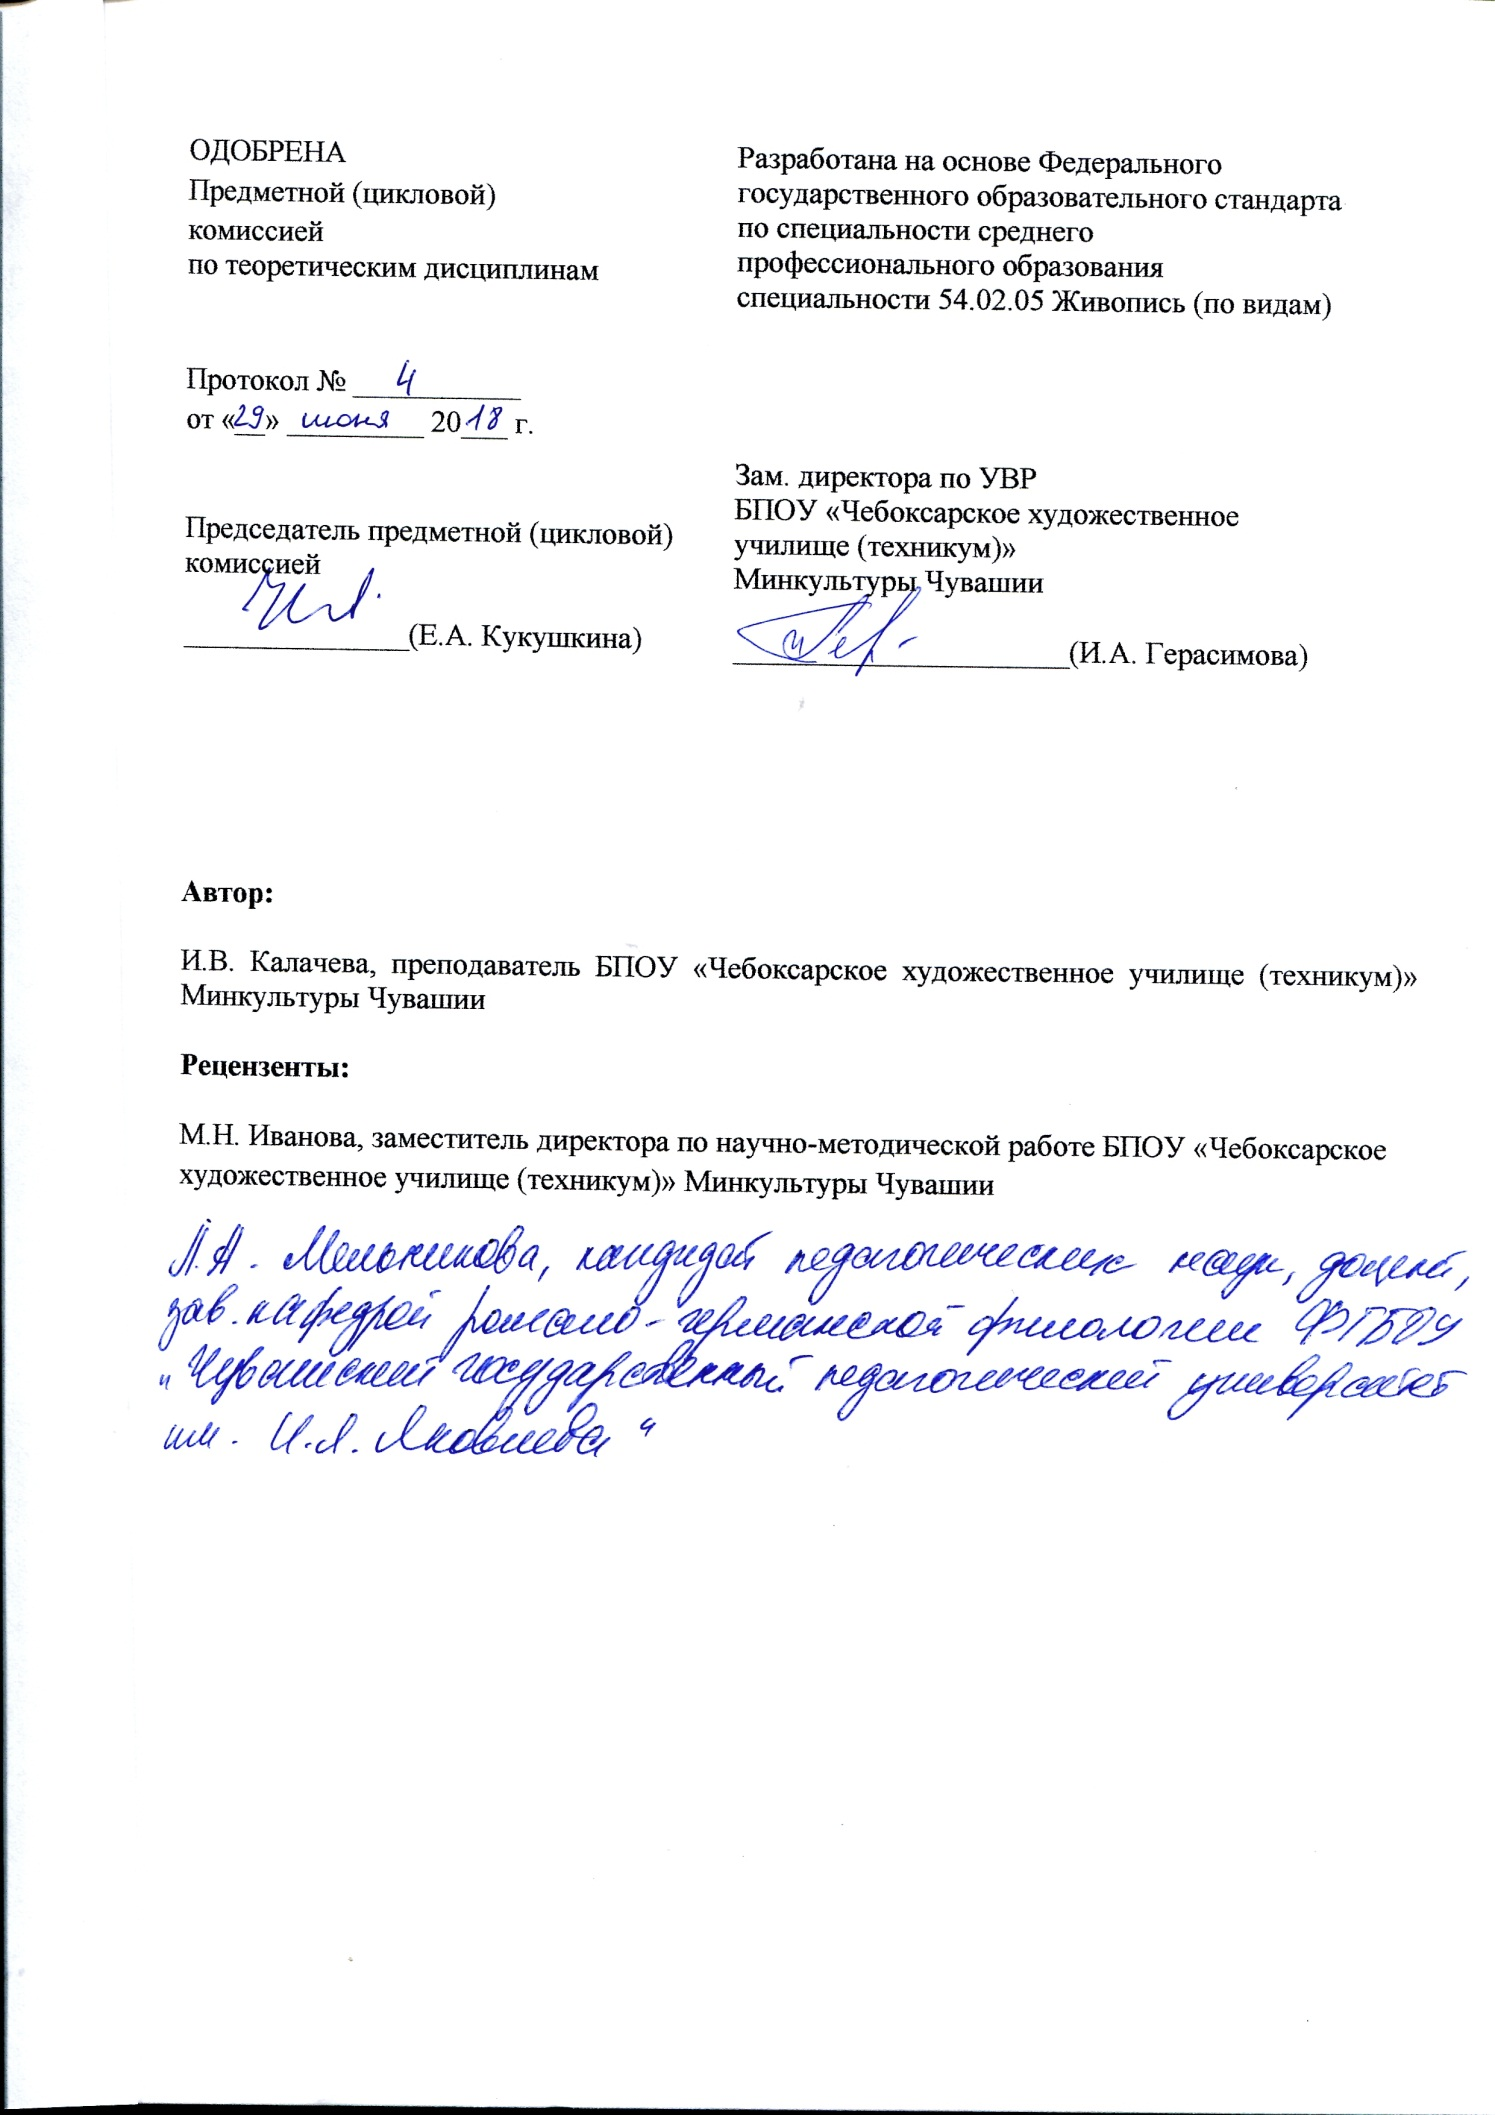 ОДОБРЕНА
Предметной (цикловой)
комиссией
по теоретическим дисциплинам
Протокол № 4
от «29» июня 2018 г.
Председатель предметной (цикловой)
комиссией
(Е.А. Кукушкина)
Разработана на основе Федерального
государственного образовательного стандарта
по специальности среднего
профессионального образования
специальности 54.02.05 Живопись (по видам)
Зам. директора по УВР
БПОУ «Чебоксарское художественное
училище (техникум)»
Минкультуры Чувашии
(И.А. Герасимова)
Автор:
И.В. Калачева, преподаватель БПОУ «Чебоксарское художественное училище (техникум)»
Минкультуры Чувашии
Рецензенты:
М.Н. Иванова, заместитель директора по научно-методической работе БПОУ «Чебоксарское
художественное училище (техникум)» Минкультуры Чувашии
Л.А. Мельникова, кандидат педагогических наук, доцент,
зав. кафедрой романо-германской филологии ФГБОУ
"Чувашский государственный педагогический университет
им. И.Я. Яковлева"